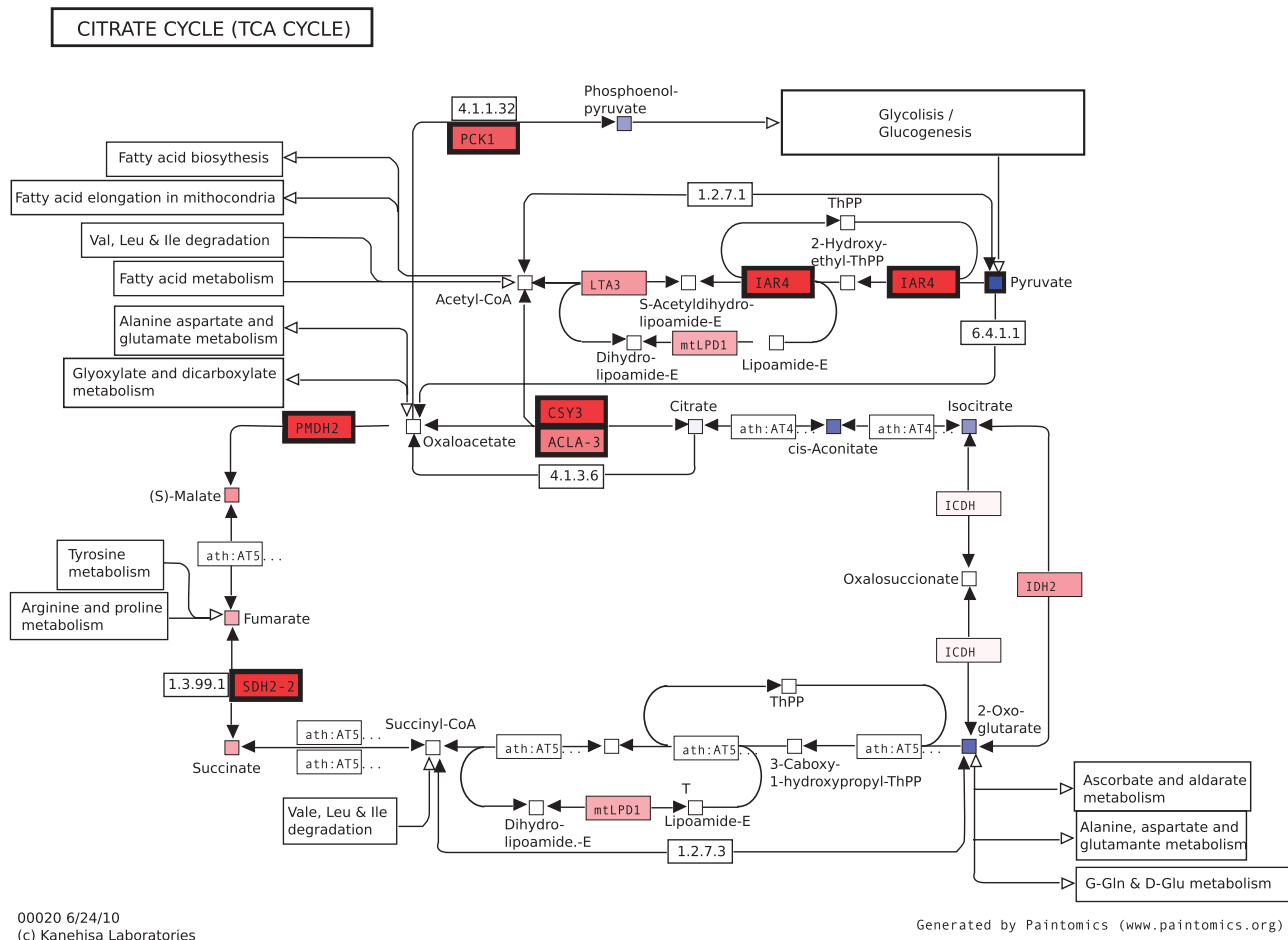 CITRATE CYCLE (TCA CYCLE)
4.1.1.32
PCK1
Phosphoenol-
pyruvate
Glycolisis /
Glucogenesis
Fatty acid biosythesis
Fatty acid elongation in mithocondria
Val, Leu & Ile degradation
Fatty acid metabolism
Alanine aspartate and
glutamate metabolism
Glyoxylate and dicarboxylate
metabolism
1.2.7.1
ThPP
2-Hydroxy-
ethyl-ThPP
Acetyl-CoA
LTA3
S-Acetyldihydro-
lipoamide-E
IAR4
IAR4
Pyruvate
Dihydro-
lipoamide-E
mtLPD1
Lipoamide-E
6.4.1.1
PMDH2
Oxaloacetate
CSY3
ACLA-3
4.1.3.6
Citrate
ath:AT4...
cis-Aconitate
ath:AT4...
Isocitrate
(S)-Malate
ath:AT5...
Tyrosine
metabolism
Arginine and proline
metabolism
Fumarate
1.3.99.1
SDH2-2
Succinate
ICDH
Oxalosuccionate
IDH2
ICDH
2-Oxo-
glutarate
ath:AT5...
ath:AT5...
Succinyl-CoA
ath:AT5...
ThPP
ath:AT5...
3-Caboxy-
1-hydroxypropyl-ThPP
ath:AT5...
Vale, Leu & Ile
degradation
Dihydro-
lipoamide.-E
mtLPD1
T
Lipoamide-E
1.2.7.3
Ascorbate and aldarate
metabolism
Alanine, aspartate and
glutamante metabolism
G-Gln & D-Glu metabolism
00020 6/24/10
(c) Kanehisa Laboratories
Generated by Paintomics (www.paintomics.org)